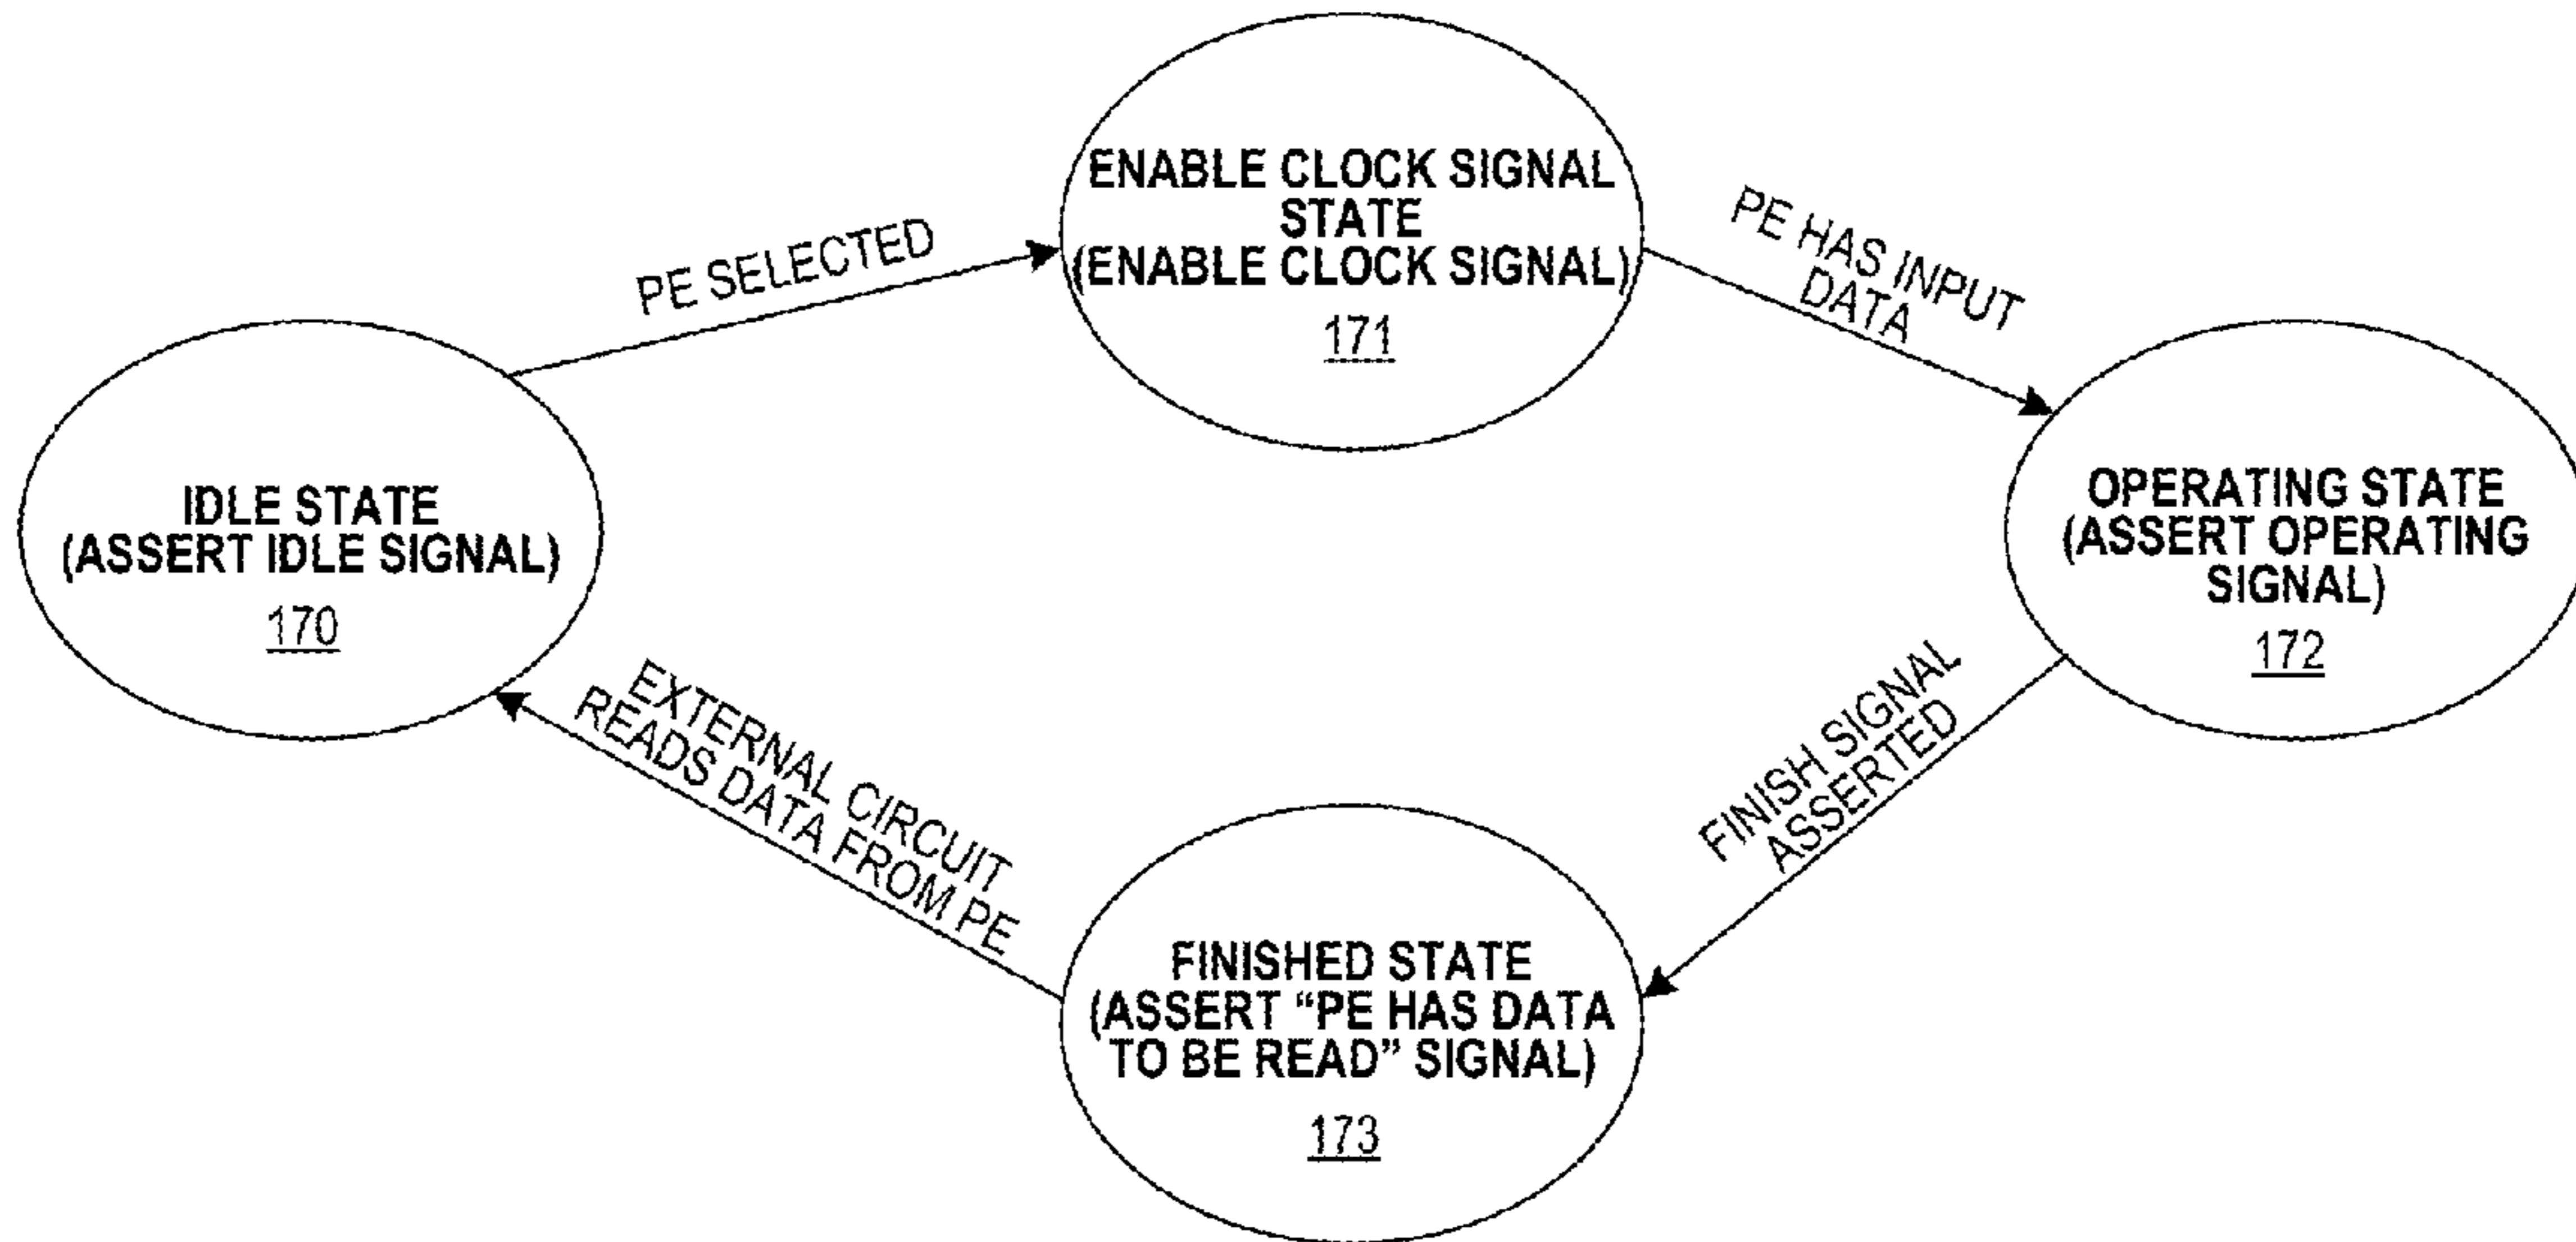 ENABLE CLOCK SIGNAL
STATE
(ENABLE CLOCK SIGNAL)
171
PE SELECTED
PE HAS INPUT
DATA
IDLE STATE
(ASSERT IDLE SIGNAL)
170
OPERATING STATE
(ASSERT OPERATING
SIGNAL)
172
EXTERNAL CIRCUIT
READS DATA FROM PE
FINISH SIGNAL
ASSERTED
FINISHED STATE
(ASSERT “PE HAS DATA
TO BE READ” SIGNAL)
173